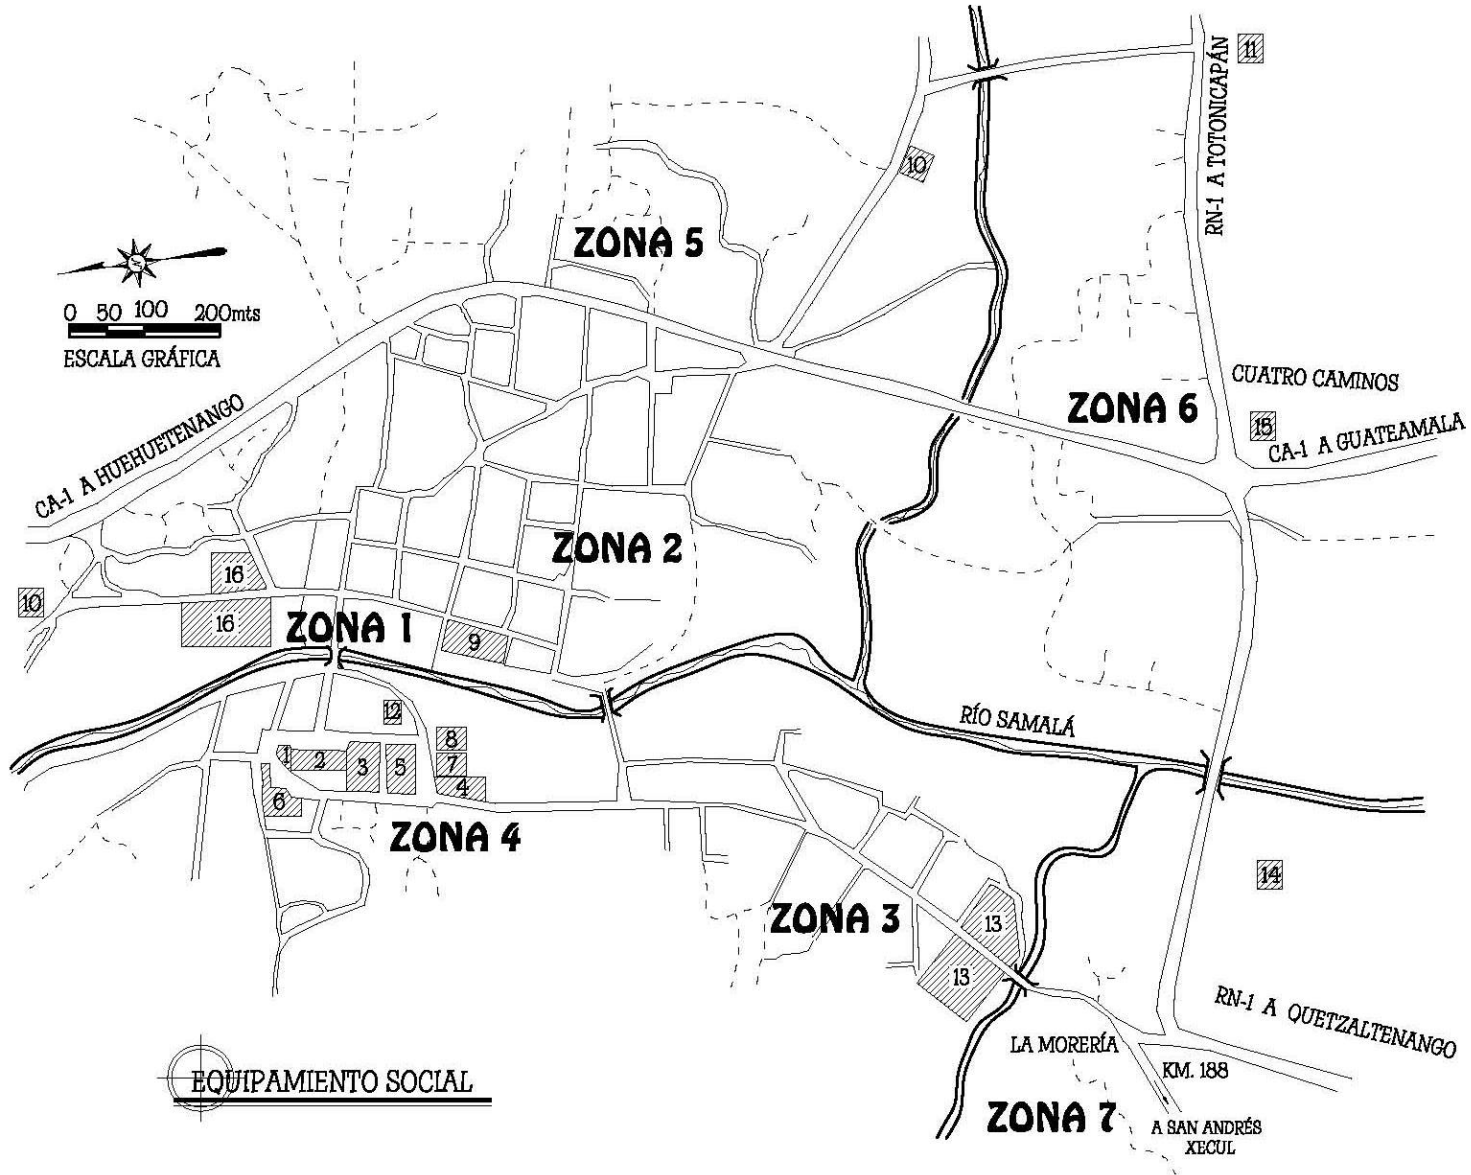 11
RN-1 A TOTONICAPÁN
10
ZONA 5
N
0 50 100 200mts
ESCALA GRÁFICA
CUATRO CAMINOS
ZONA 6
15
CA-1 A GUATEAMALA
CA-1 A HUEHUETENANGO
ZONA 2
16
10
16
ZONA 1
9
12
RÍO SAMALÁ
8
1
2
3
5
7
4
6
ZONA 4
14
ZONA 3
13
13
RN-1 A QUETZALTENANGO
LA MORERÍA
KM. 188
EQUIPAMIENTO SOCIAL
ZONA 7
A SAN ANDRÉS
XECUL